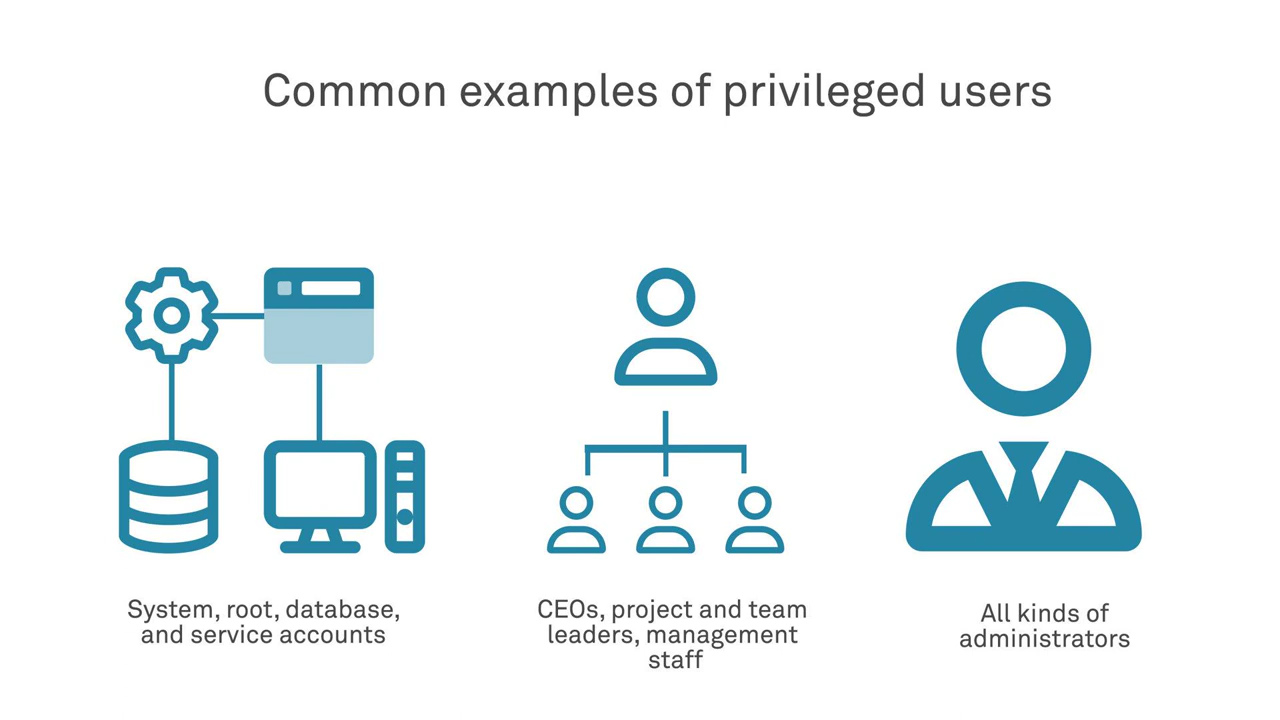 Common examples of privileged users
System, root, database,
and service accounts
CEOs, project and team
leaders, management
staff
All kinds of
administrators